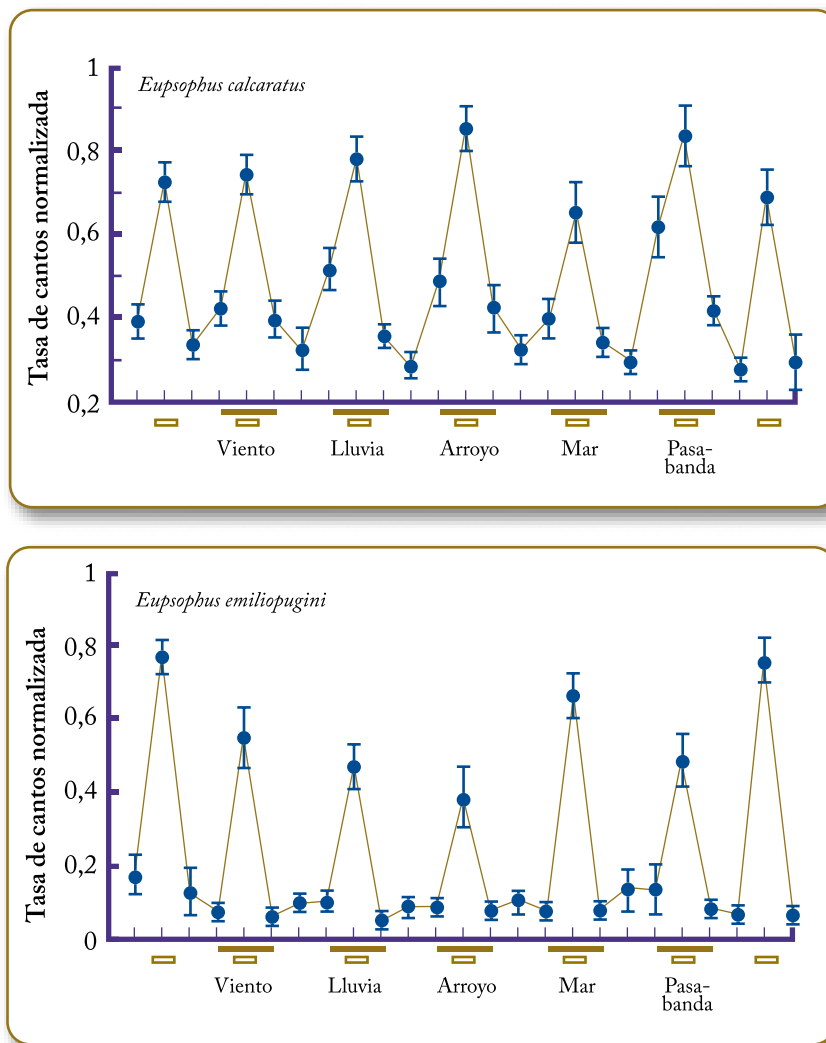 Eupsophus calcaratus
Tasa de cantos normalizada
1
0,8
0,6
0,4
0,2
Viento
Lluvia
Arroyo
Mar
Pasa-
banda
Eupsophus emiliopugini
Tasa de cantos normalizada
1
0,8
0,6
0,4
0,2
0
Viento
Lluvia
Arroyo
Mar
Pasa-
banda